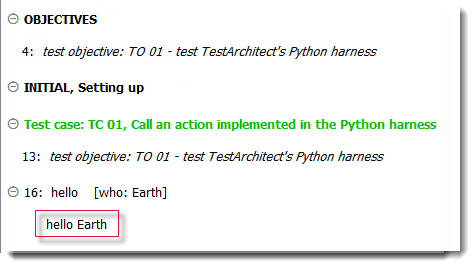 OBJECTIVES
4: test objective: TO 01 - test TestArchitect's Python harness
INITIAL, Setting up
Test case: TC 01, Call an action implemented in the Python harness
13: test objective: TO 01 - test TestArchitect's Python harness
16: hello [who: Earth]
hello Earth